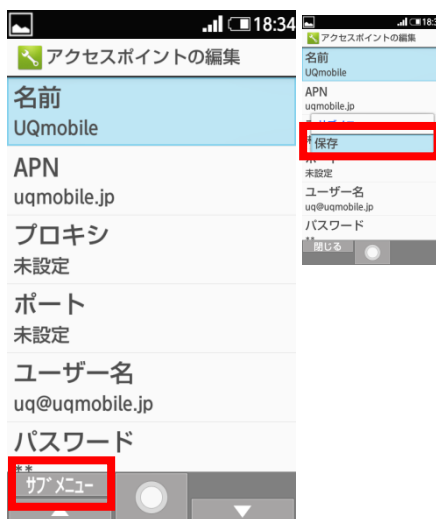 18:34
アクセスポイントの編集
名前
UQmobile
APN
uqmobile.jp
プロキシ
未設定
ポート
未設定
ユーザー名
uq@uqmobile.jp
パスワード
**
サブメニュー
18:3
アクセスポイントの編集
名前
UQmobile
APN
uqmobile.jp
保存
未設定
ユーザー名
uq@uqmobile.jp
パスワード
閉じる